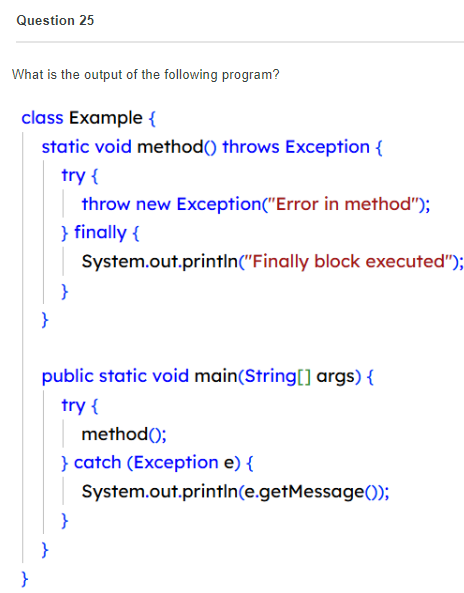 Question 25
What is the output of the following program?
class Example {
static void method() throws Exception {
try {
throw new Exception("Error in method");
} finally {
System.out.println("Finally block executed");
}
}
public static void main(String[] args) {
try {
method();
} catch (Exception e) {
System.out.println(e.getMessage());
}
}
}